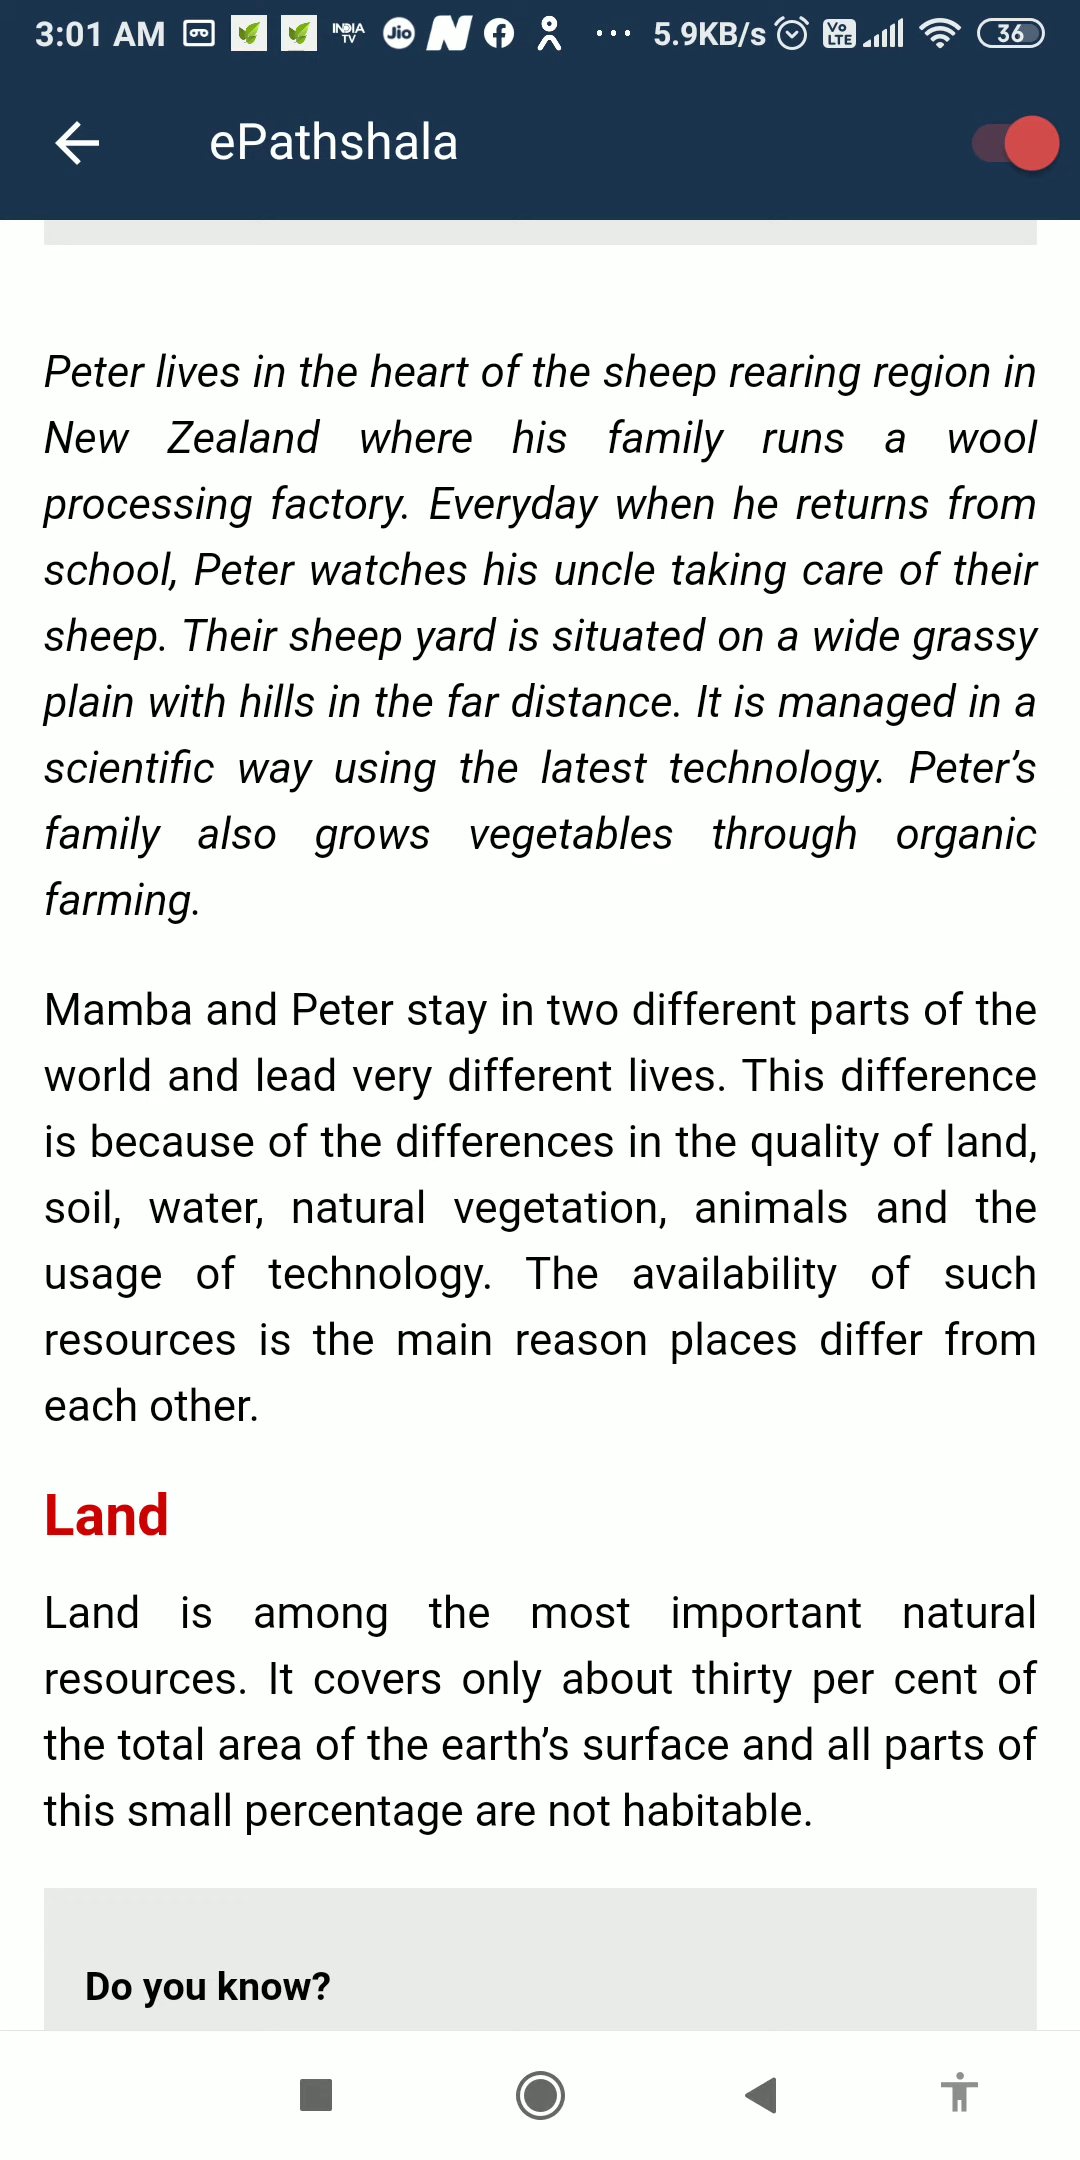 3:01 AM INDIA TV Jio N f ... 5.9KB/s Vo LTE 36
ePathshala
Peter lives in the heart of the sheep rearing region in
New Zealand where his family runs a wool
processing factory. Everyday when he returns from
school, Peter watches his uncle taking care of their
sheep. Their sheep yard is situated on a wide grassy
plain with hills in the far distance. It is managed in a
scientific way using the latest technology. Peter’s
family also grows vegetables through organic
farming.
Mamba and Peter stay in two different parts of the
world and lead very different lives. This difference
is because of the differences in the quality of land,
soil, water, natural vegetation, animals and the
usage of technology. The availability of such
resources is the main reason places differ from
each other.
Land
Land is among the most important natural
resources. It covers only about thirty per cent of
the total area of the earth’s surface and all parts of
this small percentage are not habitable.
Do you know?